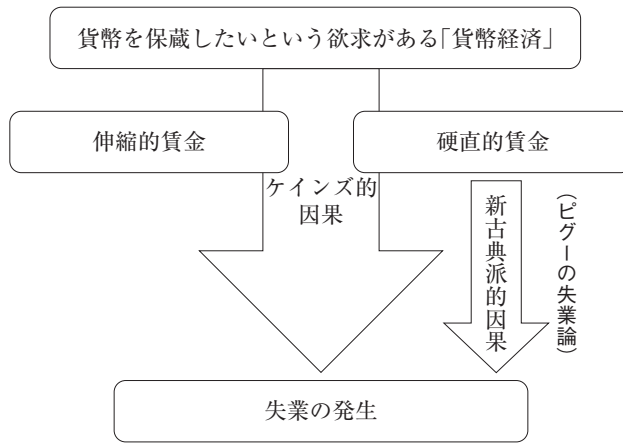 貨幣を保蔵したいという欲求がある「貨幣経済」
伸縮的賃金
硬直的賃金
ケインズ的
因果
新古典派的因果
(ピグーの失業論)
失業の発生